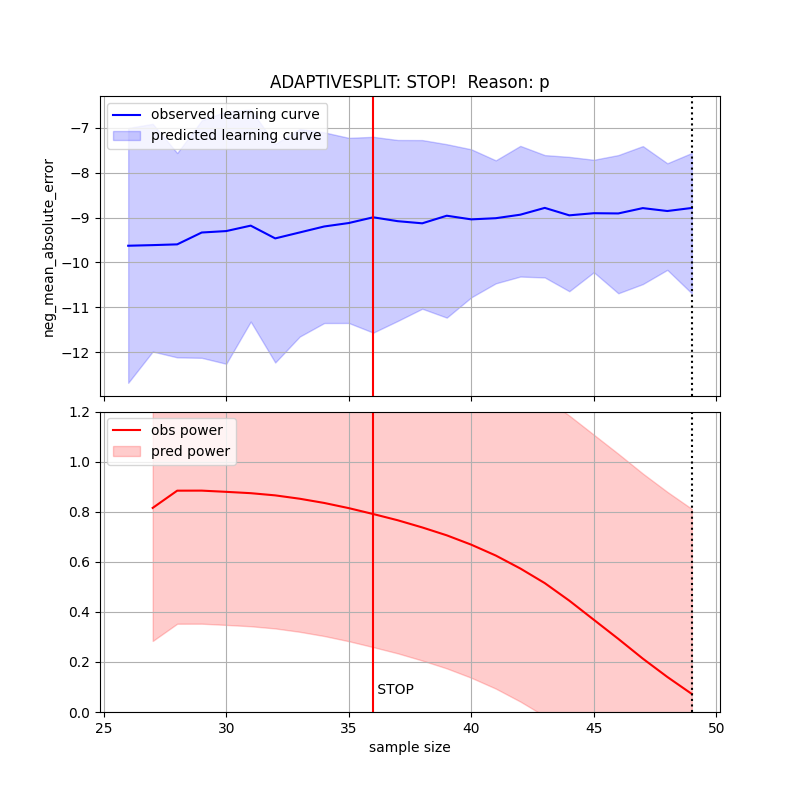 ADAPTIVESPLIT: STOP!  Reason: p
observed learning curve
predicted learning curve
neg_mean_absolute_error
−7
−8
−9
−10
−11
−12
obs power
pred power
1.2
1.0
0.8
0.6
0.4
0.2
0.0
STOP
25 30 35 40 45 50
sample size